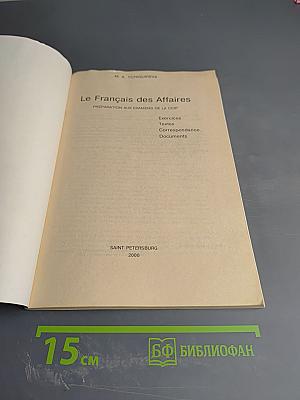 Le Français des Affaires
PRÉPARATION AUX EXAMENS DE LA CCIP
Exercices
Textes
Correspondance
Documents
SAINT PETERSBURG
2000
15 см
БФ БИБЛИОФАН